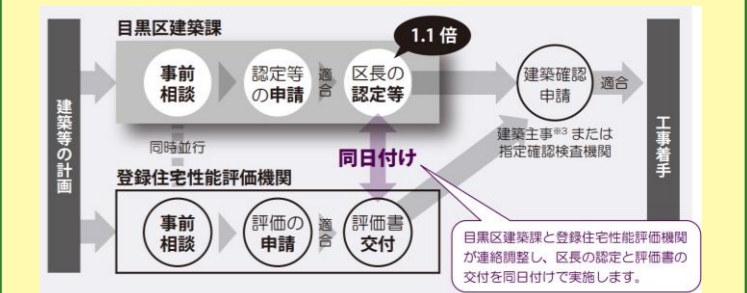 目黒区建築課
1.1 倍
建築等の計画
事前
相談
認定等
の申請
適合
区長の
認定等
建築確認
申請
適合
工事着手
同時並行
同日付け
建築主事※3 または
指定確認検査機関
登録住宅性能評価機関
事前
相談
評価の
申請
適合
評価書
交付
目黒区建築課と登録住宅性能評価機関
が連絡調整し、区長の認定と評価書の
交付を同日付けで実施します。